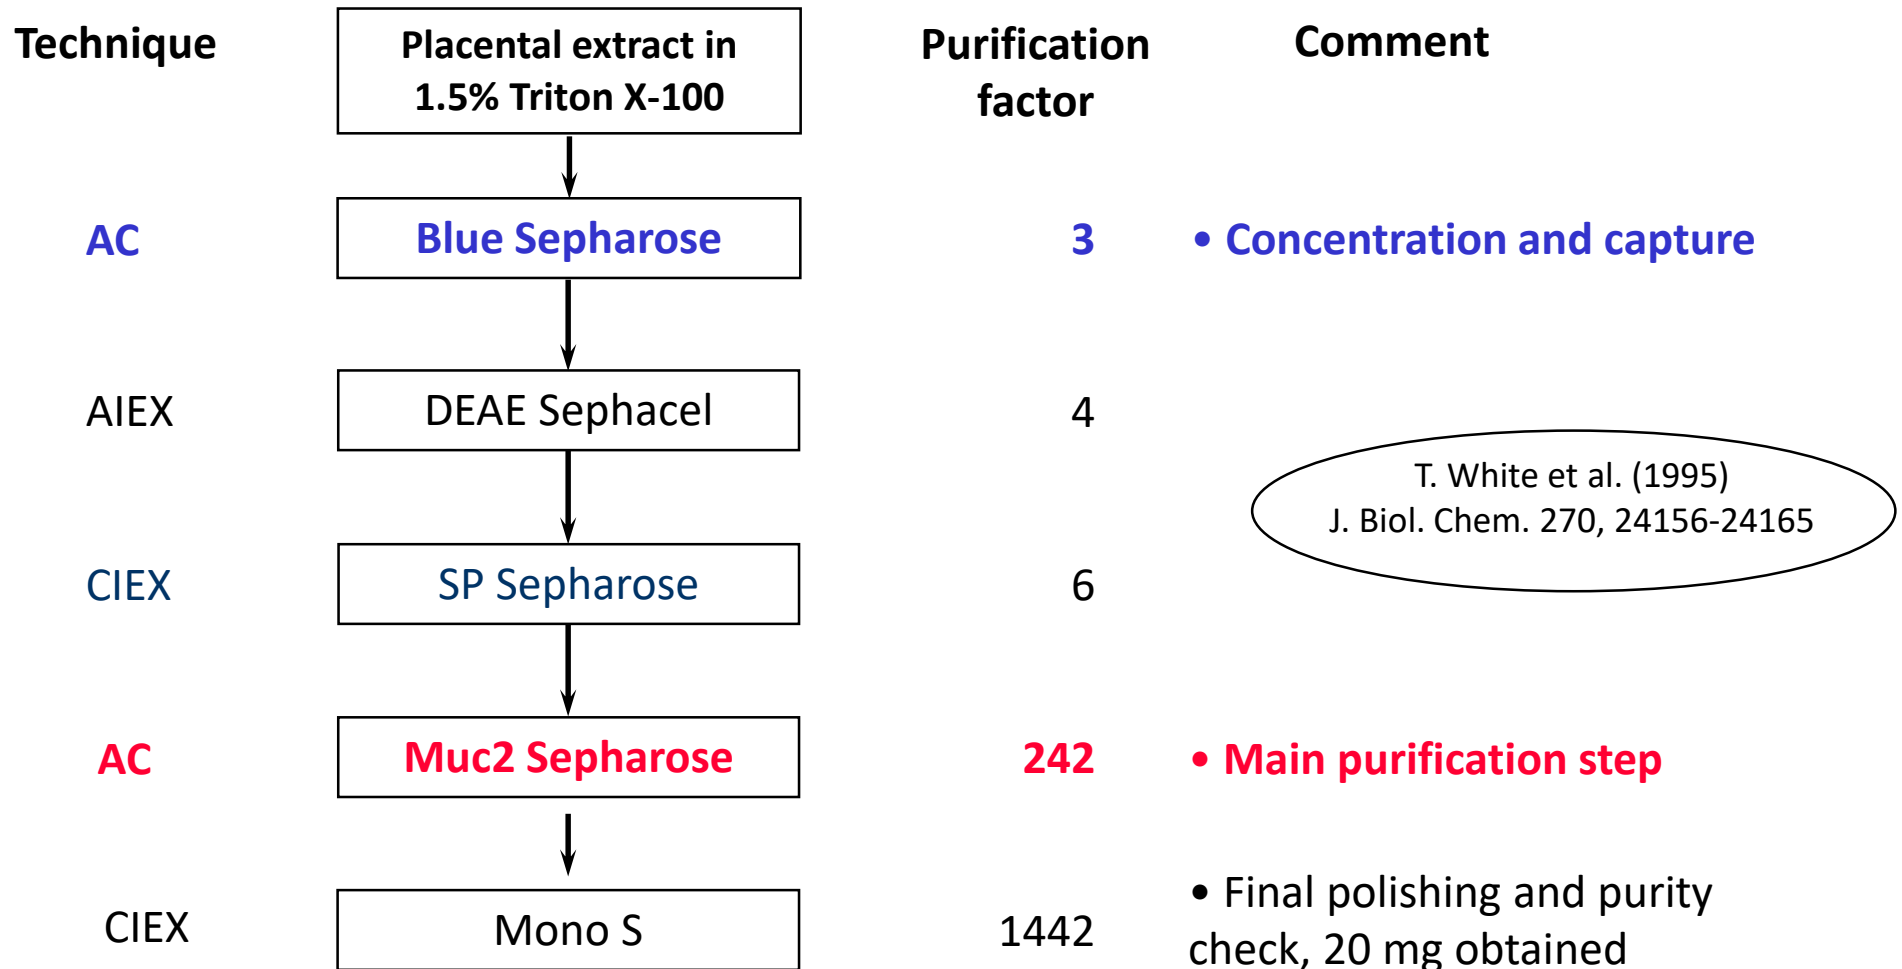 Technique
Placental extract in
1.5% Triton X-100
Purification
factor
Comment
AC
Blue Sepharose
3
• Concentration and capture
AIEX
DEAE Sephacel
4
T. White et al. (1995)
J. Biol. Chem. 270, 24156-24165
CIEX
SP Sepharose
6
AC
Muc2 Sepharose
242
• Main purification step
CIEX
Mono S
1442
• Final polishing and purity
check, 20 mg obtained